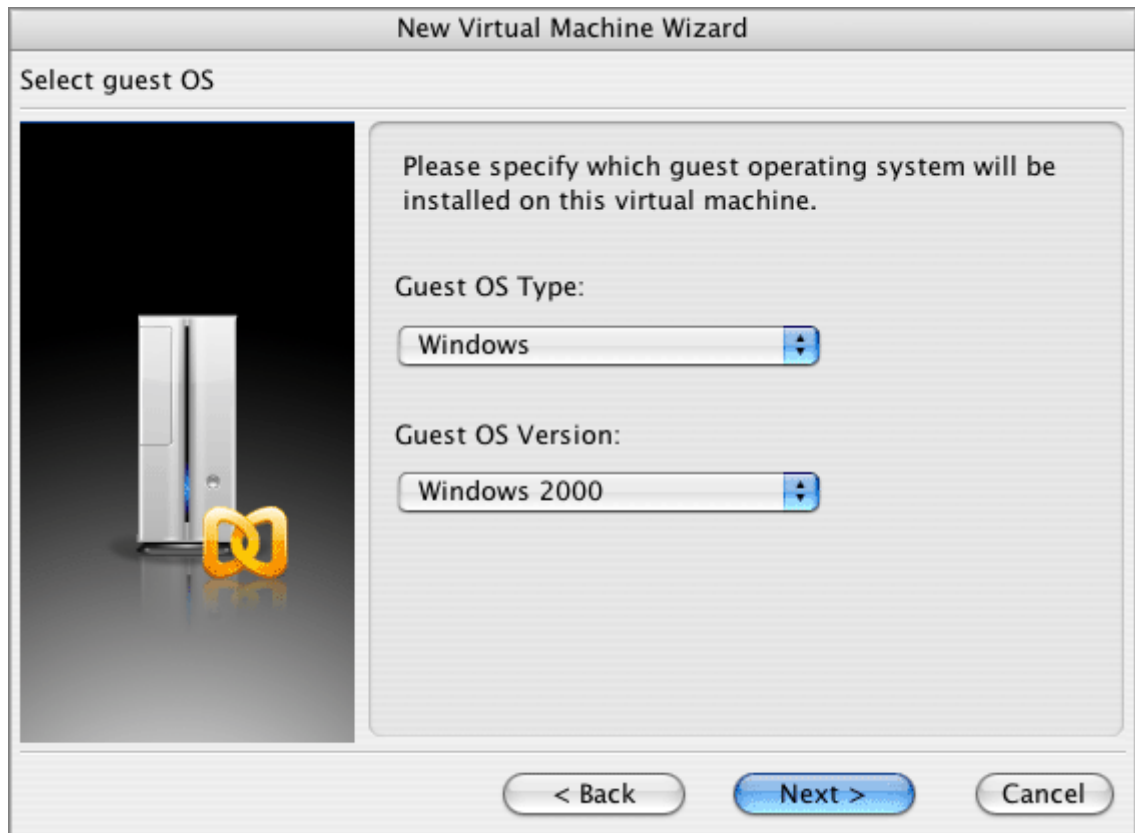 New Virtual Machine Wizard
Select guest OS
Please specify which guest operating system will be
installed on this virtual machine.
Guest OS Type:
Windows
Guest OS Version:
Windows 2000
< Back
Next >
Cancel